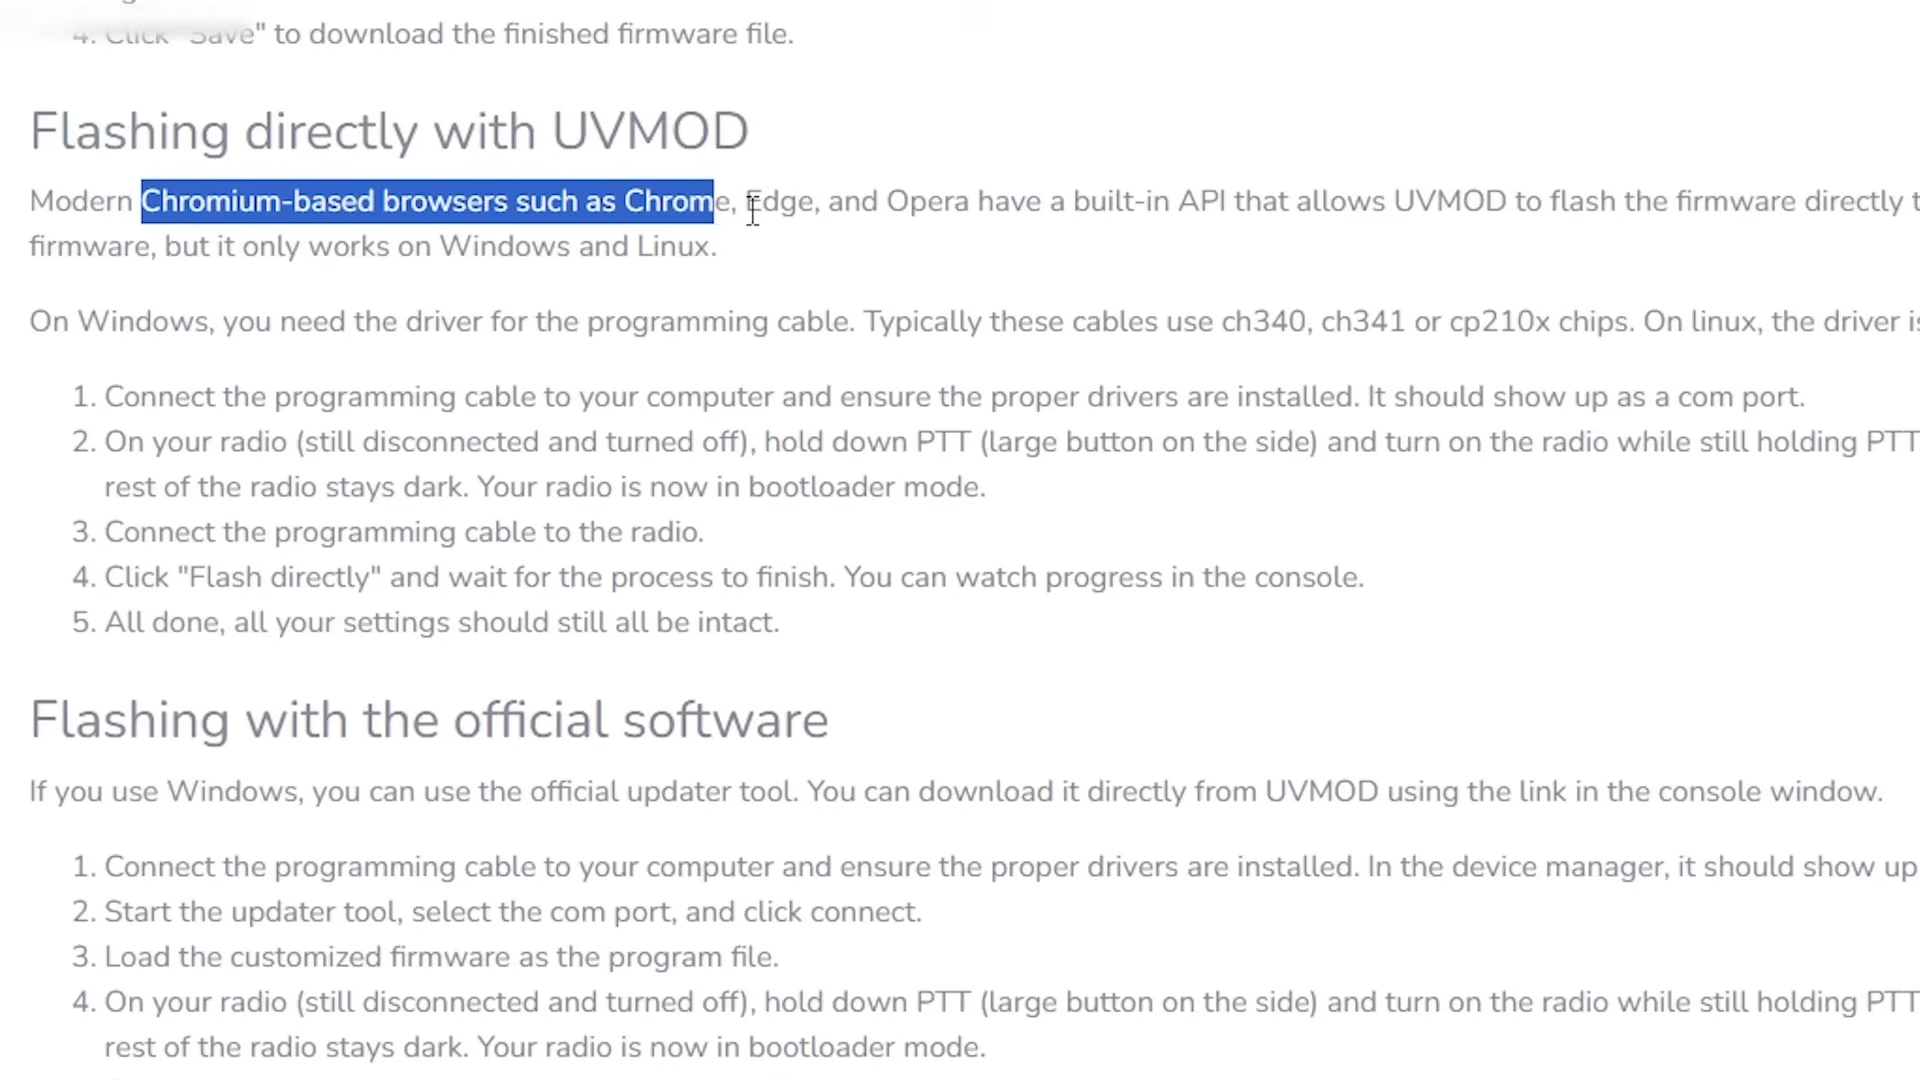 4. Click "Save" to download the finished firmware file.
Flashing directly with UVMOD
Modern Chromium-based browsers such as Chrome, Edge, and Opera have a built-in API that allows UVMOD to flash the firmware directly t
firmware, but it only works on Windows and Linux.
On Windows, you need the driver for the programming cable. Typically these cables use ch340, ch341 or cp210x chips. On linux, the driver is
1. Connect the programming cable to your computer and ensure the proper drivers are installed. It should show up as a com port.
2. On your radio (still disconnected and turned off), hold down PTT (large button on the side) and turn on the radio while still holding PTT
rest of the radio stays dark. Your radio is now in bootloader mode.
3. Connect the programming cable to the radio.
4. Click "Flash directly" and wait for the process to finish. You can watch progress in the console.
5. All done, all your settings should still all be intact.
Flashing with the official software
If you use Windows, you can use the official updater tool. You can download it directly from UVMOD using the link in the console window.
1. Connect the programming cable to your computer and ensure the proper drivers are installed. In the device manager, it should show up
2. Start the updater tool, select the com port, and click connect.
3. Load the customized firmware as the program file.
4. On your radio (still disconnected and turned off), hold down PTT (large button on the side) and turn on the radio while still holding PTT
rest of the radio stays dark. Your radio is now in bootloader mode.